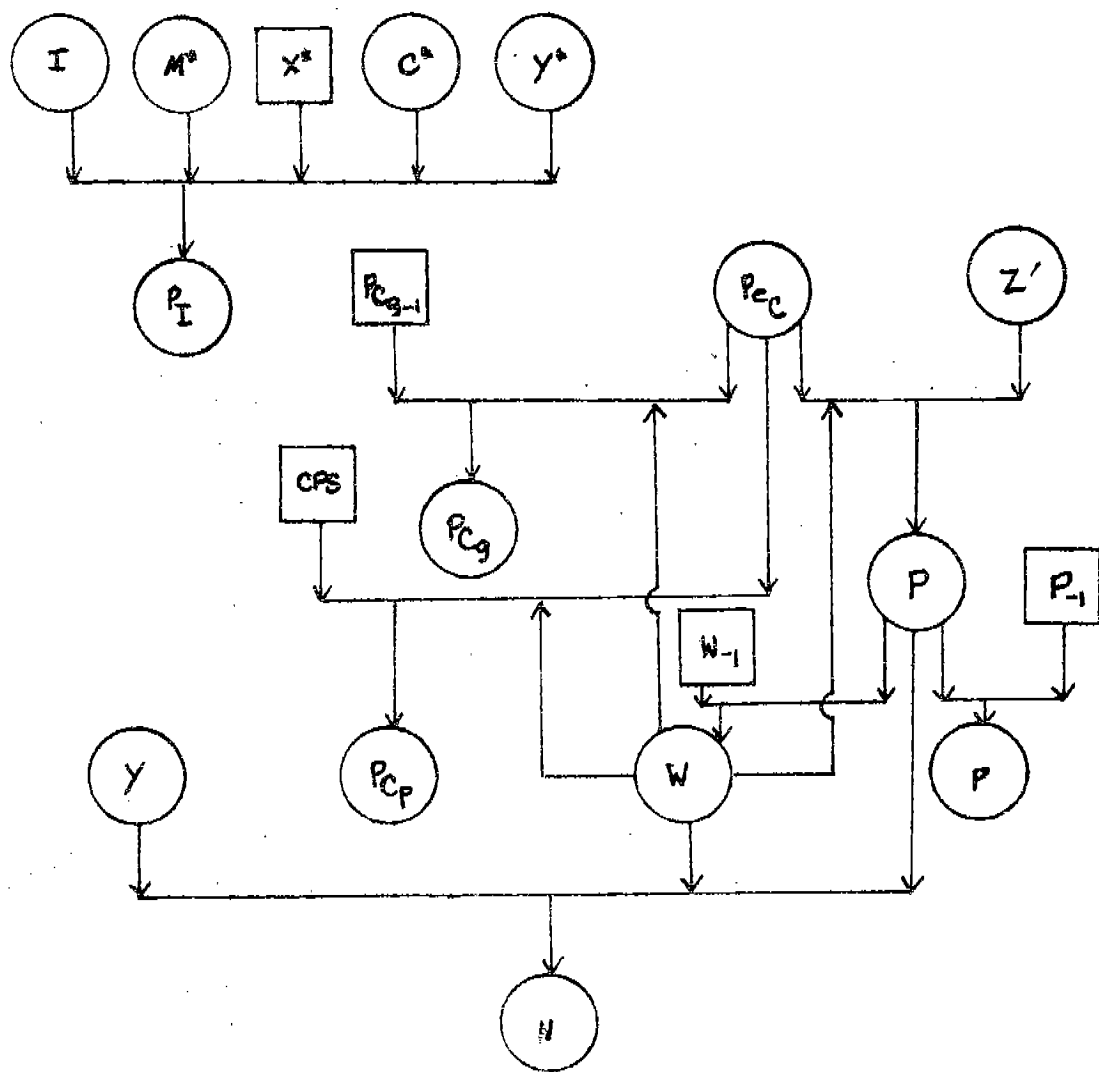 I M* X* C* Y*
P_I P_Cg-1 P_eC Z'
CPS P_Cg P P_-1
W_-1
Y P_Cp W P
N